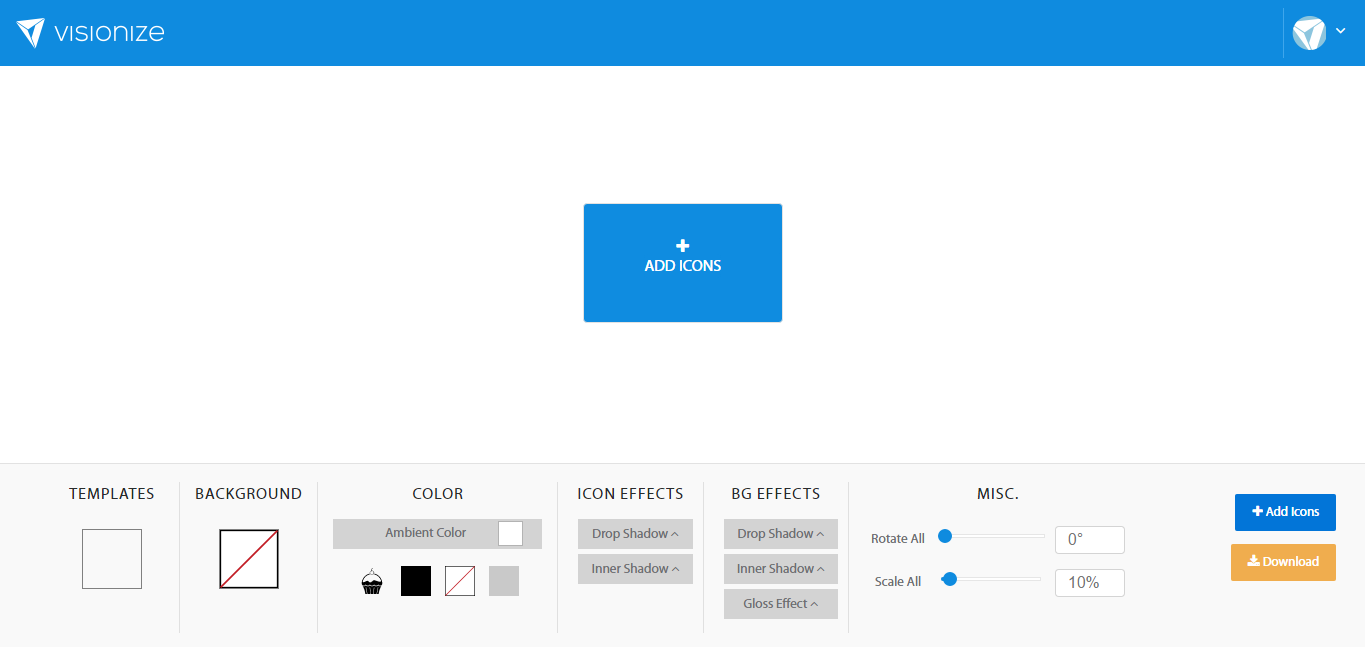 visionize
ADD ICONS
TEMPLATES
BACKGROUND
COLOR
Ambient Color
ICON EFFECTS
Drop Shadow
Inner Shadow
BG EFFECTS
Drop Shadow
Inner Shadow
Gloss Effect
MISC.
Rotate All 0°
Scale All 10%
Add Icons
Download